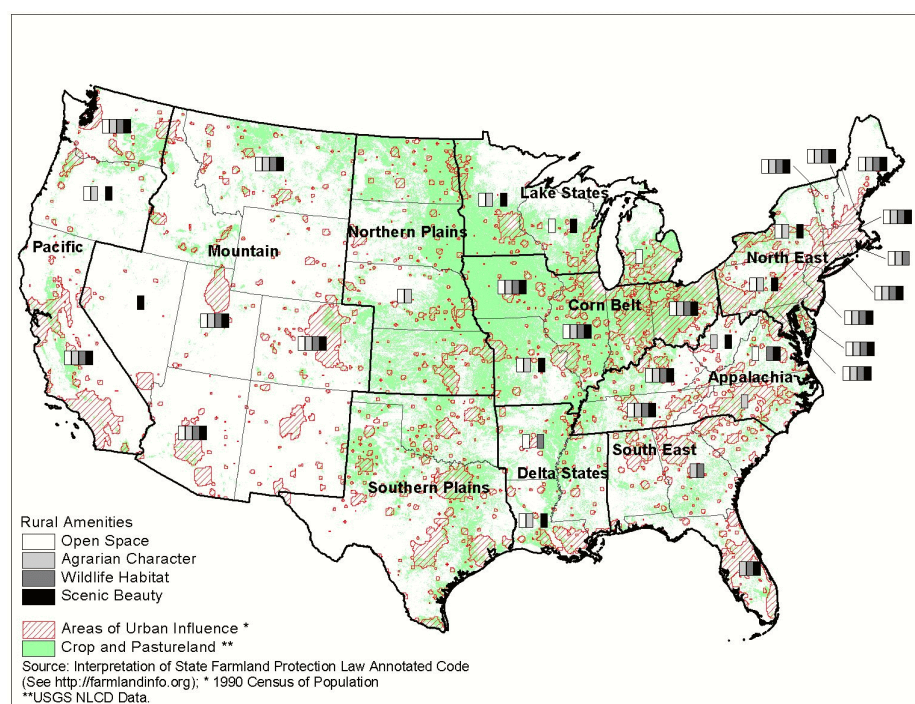 Lake States
Pacific
Mountain
Northern Plains
North East
Corn Belt
Appalachia
South East
Delta States
Southern Plains
Rural Amenities
Open Space
Agrarian Character
Wildlife Habitat
Scenic Beauty
Areas of Urban Influence *
Crop and Pastureland **
Source: Interpretation of State Farmland Protection Law Annotated Code
(See http://farmlandinfo.org); * 1990 Census of Population
**USGS NLCD Data.